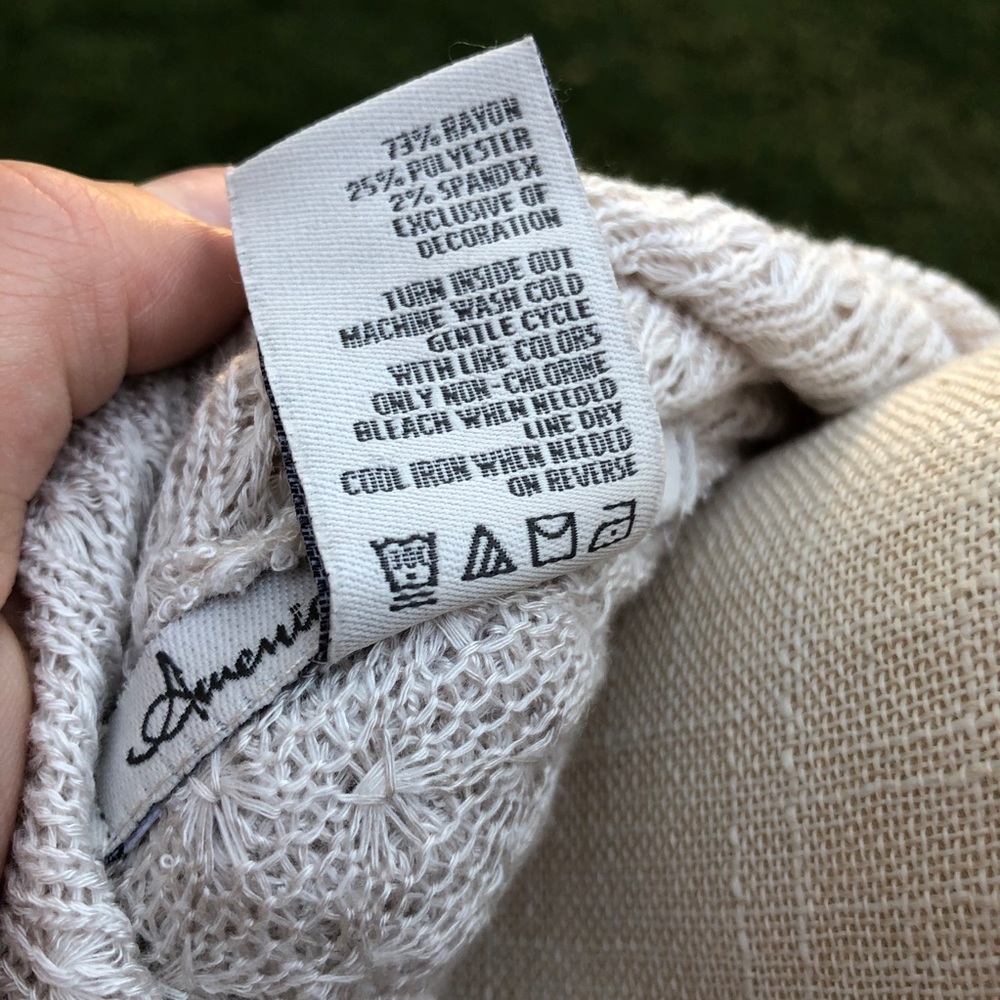 73% RAYON
25% POLYESTER
2% SPANDEX
EXCLUSIVE OF
DECORATION
TURN INSIDE OUT
MACHINE WASH COLD
GENTLE CYCLE
WITH LIKE COLORS
ONLY NON-CHLORINE
BLEACH WHEN NEEDED
LINE DRY
COOL IRON WHEN NEEDED
ON REVERSE